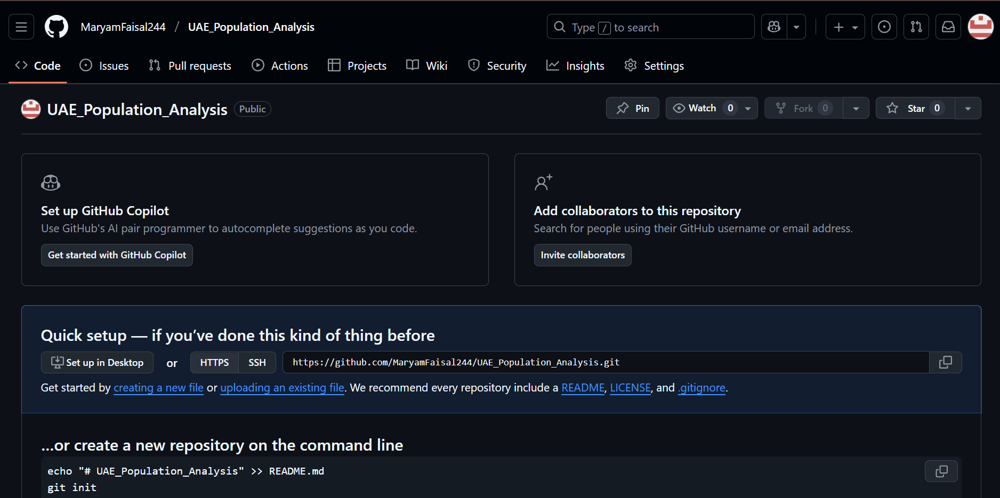 MaryamFaisal244 / UAE_Population_Analysis
Type / to search
Code Issues Pull requests Actions Projects Wiki Security Insights Settings
UAE_Population_Analysis Public
Pin Watch 0 Fork 0 Star 0
Set up GitHub Copilot
Use GitHub's AI pair programmer to autocomplete suggestions as you code.
Get started with GitHub Copilot
Add collaborators to this repository
Search for people using their GitHub username or email address.
Invite collaborators
Quick setup — if you’ve done this kind of thing before
Set up in Desktop or HTTPS SSH https://github.com/MaryamFaisal244/UAE_Population_Analysis.git
Get started by creating a new file or uploading an existing file. We recommend every repository include a README, LICENSE, and .gitignore.
…or create a new repository on the command line
echo "# UAE_Population_Analysis" >> README.md
git init